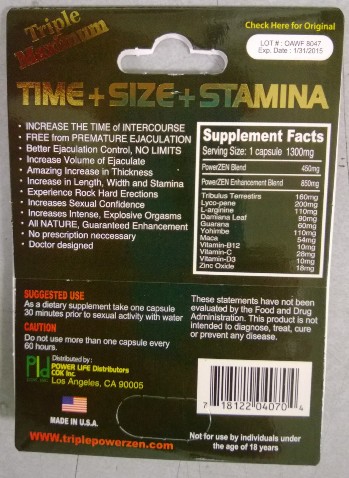 Triple
Maximum
Check Here for Original
LOT # : OAWF 8047
Exp. Date : 1/31/2015
TIME + SIZE + STAMINA
• INCREASE THE TIME of INTERCOURSE
• FREE from PREMATURE EJACULATION
• Better Ejaculation Control, NO LIMITS
• Increase Volume of Ejaculate
• Amazing Increase in Thickness
• Increase in Length, Width and Stamina
• Experience Rock Hard Erections
• Increases Sexual Confidence
• Increases Intense, Explosive Orgasms
• All NATURE, Guaranteed Enhancement
• No prescription neccessary
• Doctor designed
Supplement Facts
Serving Size: 1 capsule 1300mg
PowerZEN Blend 450mg
PowerZEN Enhancement Blend 850mg
Tribulus Terrestirs 160mg
Lyco-pene 200mg
L-arginine 110mg
Damiana Leaf 90mg
Guarana 60mg
Yohimbe 110mg
Maca 54mg
Vitamin-B12 10mg
Vitamin-C 28mg
Vitamin-D3 10mg
Zinc Oxide 18mg
SUGGESTED USE
As a dietary supplement take one capsule
30 minutes prior to sexual activity with water
CAUTION
Do not use more than one capsule every
60 hours.
These statements have not been
evaluated by the Food and Drug
Administration. This product is not
intended to diagnose, treat, cure
or prevent any disease.
Pld
Distributed by :
POWER LIFE Distributors
COK Inc.
Los Angeles, CA 90005
MADE IN U.S.A.
www.triplepowerzen.com
7 18122 04070 4
Not for use by individuals under
the age of 18 years